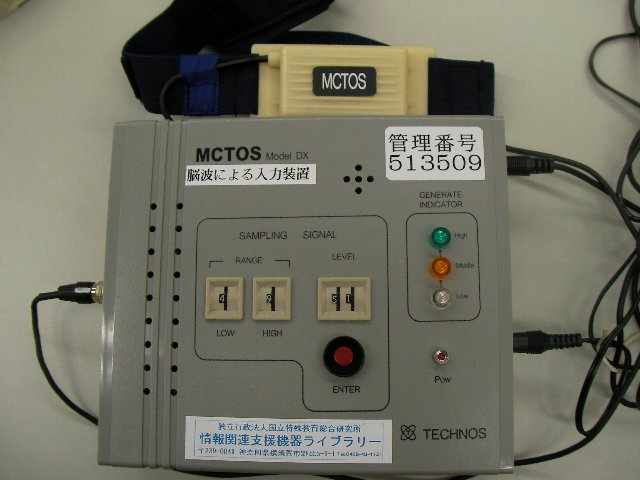 MCTOS
MCTOS Model DX
脳波による入力装置
管理番号
513509
GENERATE
INDICATOR
High
Middle
Low
SAMPLING SIGNAL
RANGE
LEVEL
LOW
HIGH
ENTER
Pow
TECHNOS
独立行政法人国立特殊教育総合研究所
情報関連支援機器ライブラリー